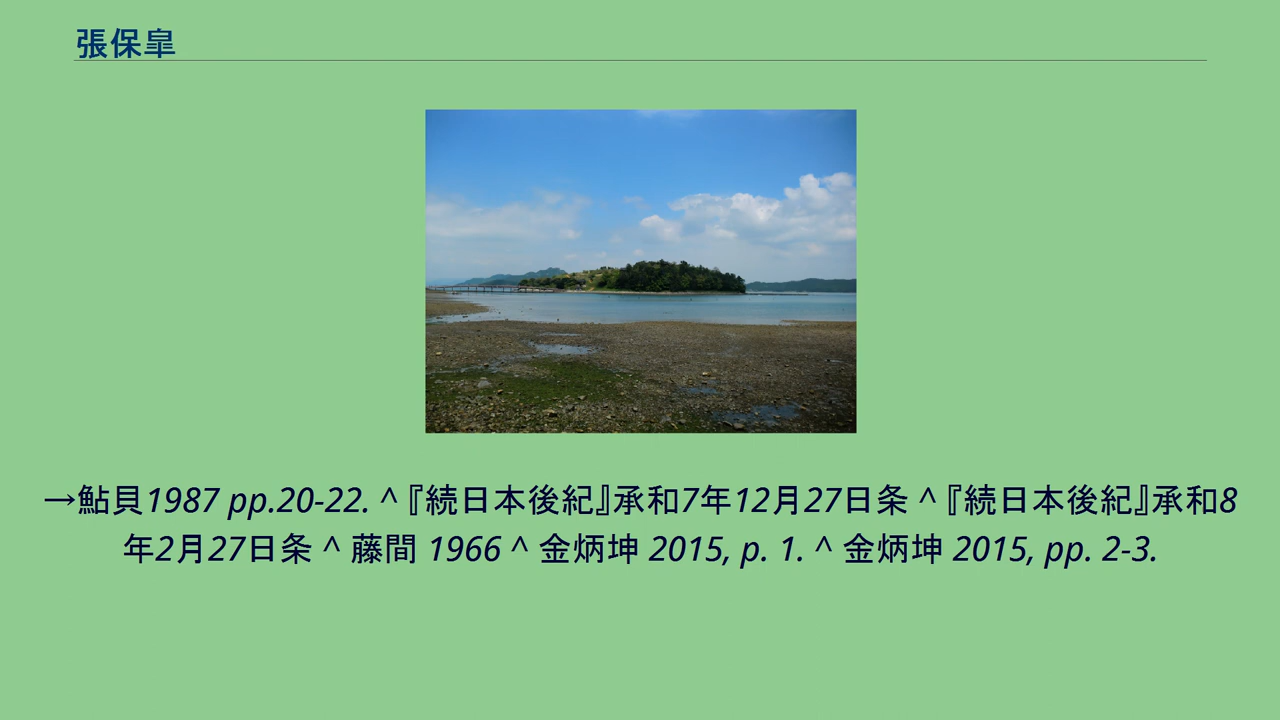 張保皐
→鮎貝1987 pp.20-22. ^『続日本後紀』承和7年12月27日条 ^『続日本後紀』承和8
年2月27日条 ^ 藤間 1966 ^ 金炳坤 2015, p. 1. ^ 金炳坤 2015, pp. 2-3.